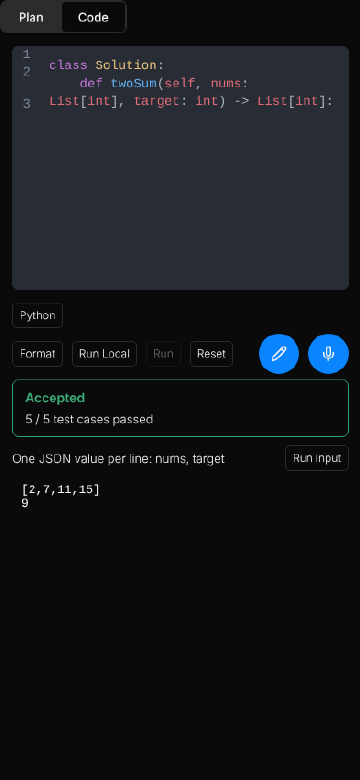 Plan Code
1 class Solution:
2     def twoSum(self, nums:
List[int], target: int) -> List[int]:
3
Python
Format Run Local Run Reset
Accepted
5 / 5 test cases passed
One JSON value per line: nums, target Run input
[2,7,11,15]
9